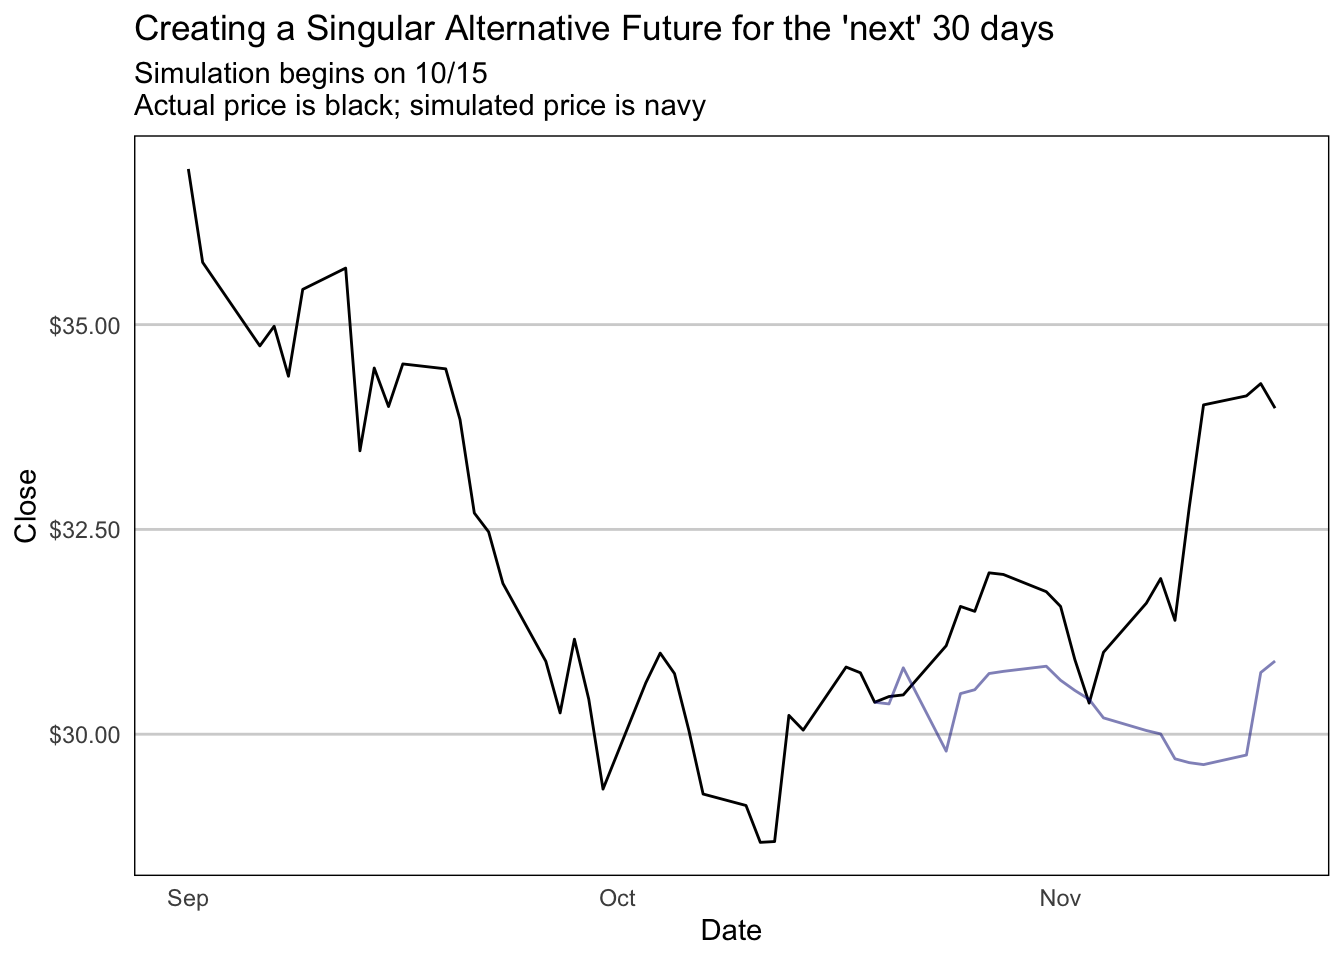 Creating a Singular Alternative Future for the 'next' 30 days
Simulation begins on 10/15
Actual price is black; simulated price is navy
$35.00
$32.50
$30.00
Close
Sep
Oct
Nov
Date